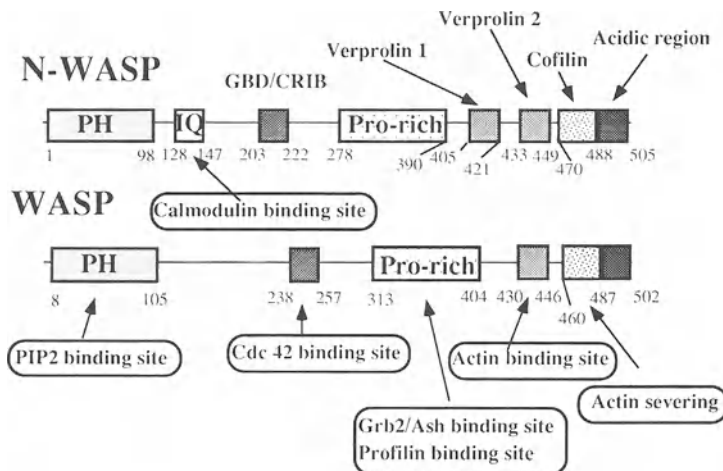 Verprolin 2
Verprolin 1
Acidic region
N-WASP
GBD/CRIB
Cofilin
PH
IQ
Pro-rich
1 98 128 147 203 222 278 390 405 421 433 449 470 488 505
WASP
Calmodulin binding site
PH
Pro-rich
8 105 238 257 313 404 430 446 460 487 502
PIP2 binding site
Cdc 42 binding site
Actin binding site
Grb2/Ash binding site
Profilin binding site
Actin severing